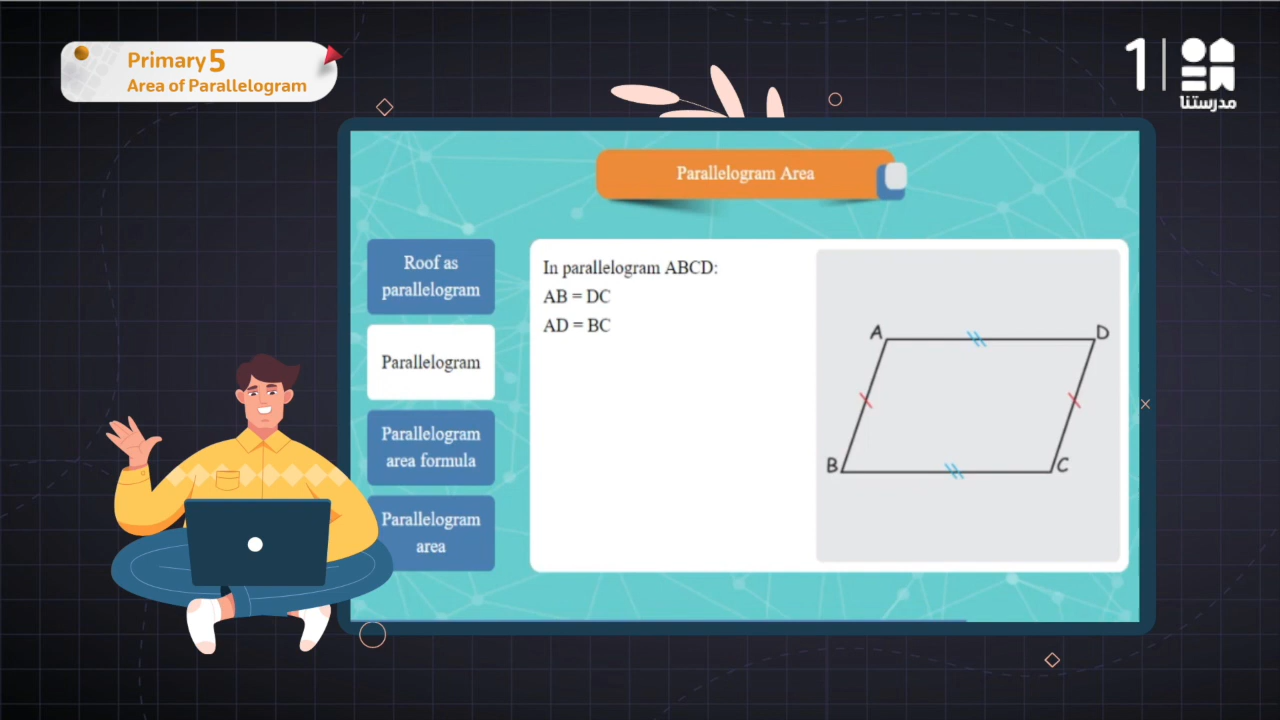 Primary 5
Area of Parallelogram
1
مدرستنا
Parallelogram Area
Roof as
parallelogram
Parallelogram
Parallelogram
area formula
Parallelogram
area
In parallelogram ABCD:
AB = DC
AD = BC
A
D
B
C